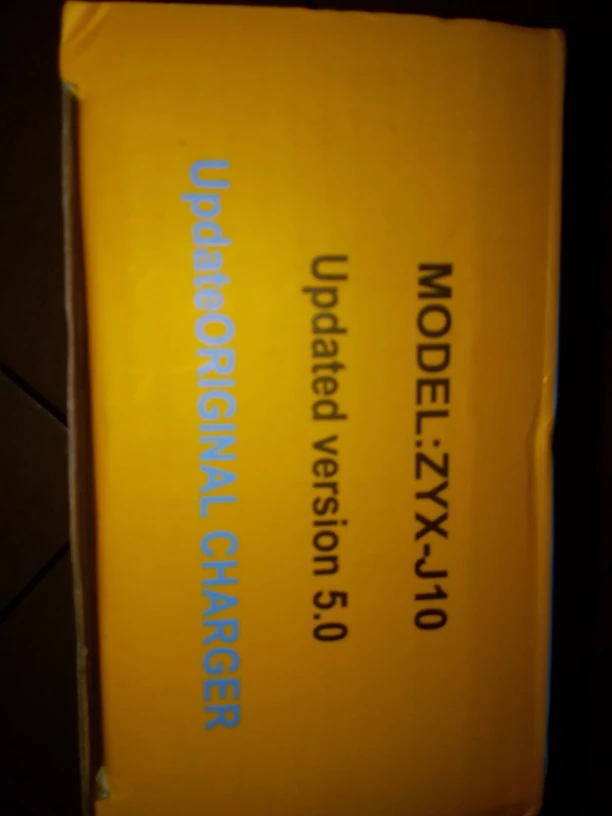 MODEL:ZYX-J10
Updated version 5.0
UpdateORIGINAL CHARGER